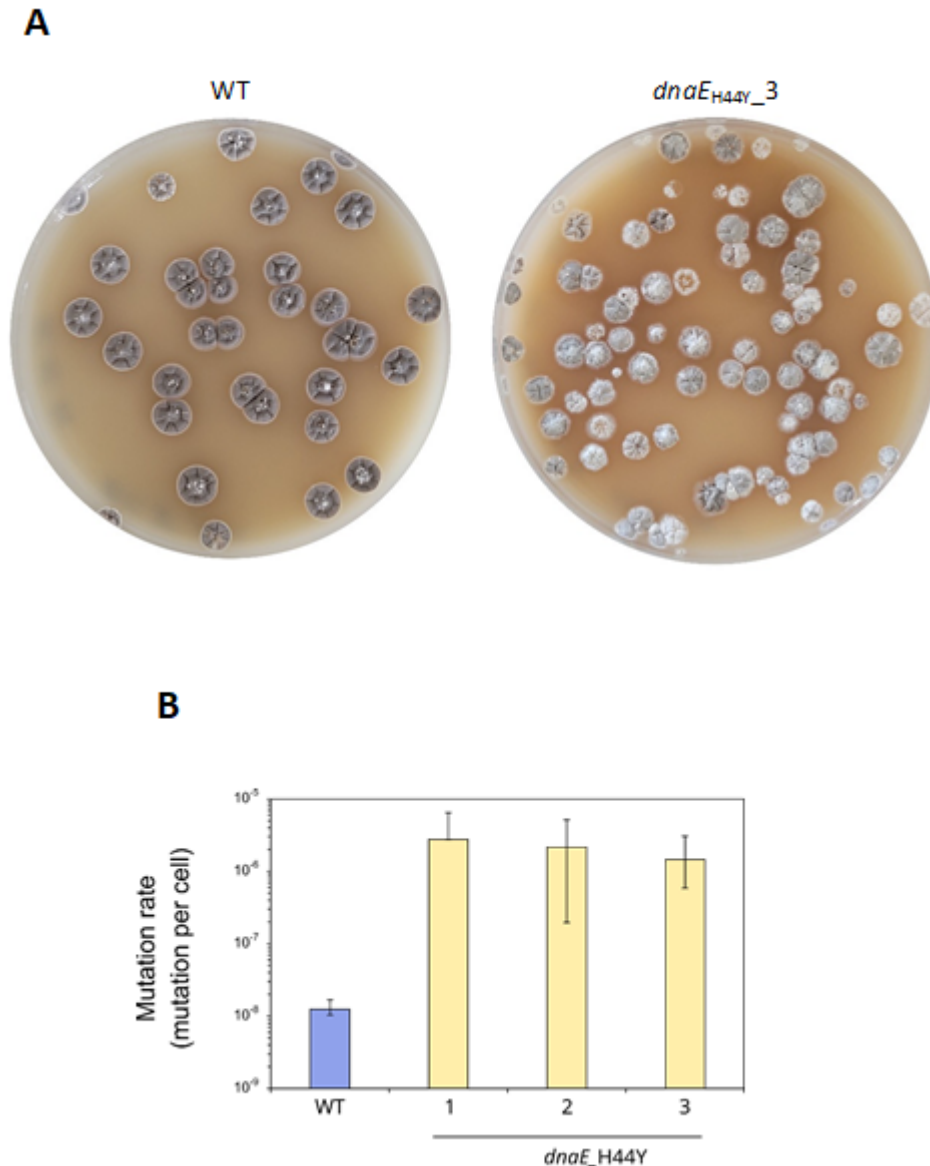 A
WT
dnaEH44Y_3
B
Mutation rate
(mutation per cell)
10-5
10-6
10-7
10-8
10-9
WT
1
2
3
dnaE_H44Y